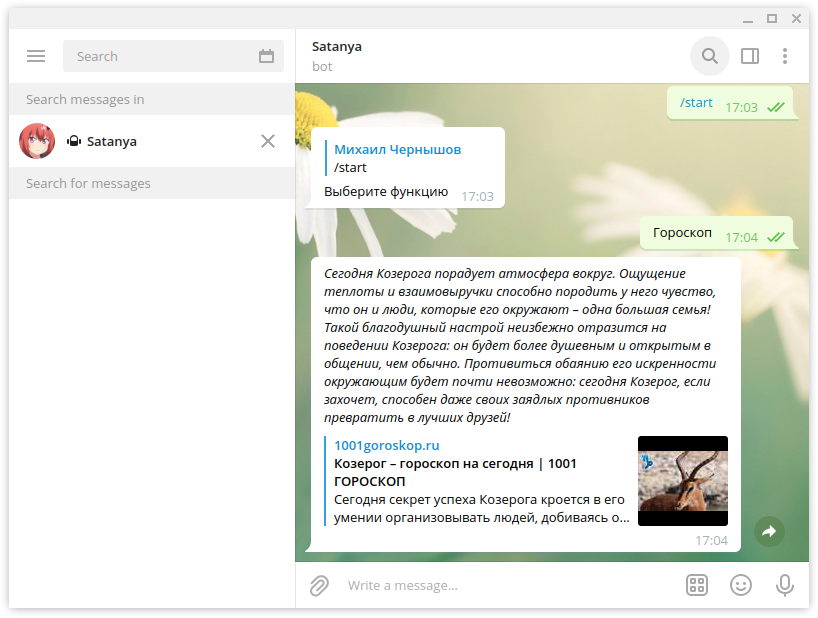 Search
Search messages in
Satanya
Search for messages
Satanya
bot
/start 17:03
Михаил Чернышов
/start
Выберите функцию 17:03
Гороскоп 17:04
Сегодня Козерога порадует атмосфера вокруг. Ощущение
теплоты и взаимовыручки способно породить у него чувство,
что он и люди, которые его окружают – одна большая семья!
Такой благодушный настрой неизбежно отразится на
поведении Козерога: он будет более душевным и открытым в
общении, чем обычно. Противиться обаянию его искренности
окружающим будет почти невозможно: сегодня Козерог, если
захочет, способен даже своих заядлых противников
превратить в лучших друзей!
1001goroskop.ru
Козерог – гороскоп на сегодня | 1001
ГОРОСКОП
Сегодня секрет успеха Козерога кроется в его
умении организовывать людей, добиваясь о...
17:04
Write a message...